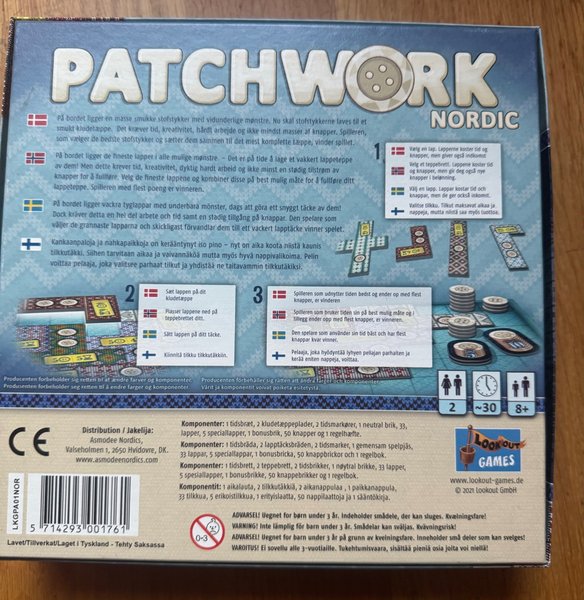 PATCHWORK
NORDIC
På bordet ligger en masse smukke stofstykker med vidunderlige mønstre. Nu skal stofstykkerne laves til et
smukt kludetæppe. Det kræver tid, kreativitet, hårdt arbejde og ikke mindst masser af knapper. Spilleren,
som vælger de bedste stofstykker og sætter dem sammen til det mest komplette tæppe, vinder spillet.
På bordet ligger de fineste lapper i alle mulige mønstre. – Det er på tide å lage et vakkert lappeteppe
av dem! Men dette krever tid, kreativitet, dyktig hardt arbeid og ikke minst en stadig tilstrøm av
knapper for å fullføre. Velg de fineste lappene og kombiner disse på best mulig måte for å fullføre ditt
lappeteppe. Spilleren med flest poeng er vinneren.
På bordet ligger vackra tyglappar med underbara mönster, dags att göra ett snyggt täcke av dem!
Dock kräver detta en hel del arbete och tid samt en stadig tillgång på knappar. Den spelare som
väljer de grannaste lapparna och skickligast förvandlar dem till ett vackert lapptäcke vinner spelet.
Kankaanpaloja ja nahkapaikkoja on kerääntynyt iso pino – nyt on aika koota niistä kaunis
tilkkutäkki. Siihen tarvitaan aikaa ja vaivannäköä mutta myös hyvä nappivalikoima. Pelin
voittaa pelaaja, joka valitsee parhaat tilkut ja yhdistää ne taitavammin tilkkutäkiksi.
1
Vælg en lap. Lapperne koster tid og
knapper, men giver også indkomst
Velg et teppebrett. Lappene koster tid
og knapper, men gir deg også nye
knapper i belønning.
Välj en lapp. Lappar kostar tid och
knappar, men de ger också inkomst.
Valitse tilkku. Tilkut maksavat aikaa ja
nappeja, mutta niistä saa myös tuottoa.
2
Sæt lappen på dit
kludetæppe
Plasser lappene ned på
teppebrettet ditt.
Sätt lappen på ditt täcke.
Kiinnitä tilkku tilkkutäkkiin.
3
Spilleren som udnytter tiden bedst og ender op med flest
knapper, er vinderen
Spilleren som bruker tiden sin på best mulig måte og i
tillegg ender opp med flest knapper, er vinneren.
Den spelare som använder sin tid bäst och har flest
knappar kvar vinner.
Pelaaja, joka hyödyntää lyhyen pelaajan parhaiten ja
kerää eniten nappeja, voittaa pelin.
Producenten forbeholder sig retten til at ændre farver og komponenter.
Producenten forbeholder sig retten til å endre farger og komponenter.
Producenten förbehåller sig rätten att ändra färger och komponenter.
Värit ja komponentit voivat poiketa esitetystä.
2
~30
8+
CE
Distribution / Jakelija:
Asmodee Nordics,
Valseholmen 1, 2650 Hvidovre, DK.
www.asmodeenordics.com
Komponenter: 1 tidsbræt, 2 kludetæppeplader, 2 tidsmarkører, 1 neutral brik, 33
lapper, 5 speciallapper, 1 bonusbrik, 50 knapper og 1 regelhæfte.
Komponenter: 1 tidsbräda, 2 lapptäcksbräden, 2 tidsmarkörer, 1 gemensam spelpjäs,
33 lappar, 5 speciallappar, 1 bonusbricka, 50 knappbrickor och 1 regelbok.
Komponenter: 1 tidsbrett, 2 teppebrett, 2 tidsbrikker, 1 nøytral brikke, 33 lapper,
5 spesiallapper, 1 bonusbrikke, 50 knappebrikker og 1 regelbok.
Komponentit: 1 aikalauta, 2 tilkkutäkkiä, 2 aikanappulaa, 1 paikkanappula,
33 tilkkua, 5 erikoistilkkua, 1 erityislaatta, 50 nappilaattoja ja 1 sääntökirja.
LOOKOUT
GAMES
www.lookout-games.de
© 2021 Lookout GmbH
LKGPA01NOR
5 714293 001761
Lavet/Tillverkat/Laget i Tyskland - Tehty Saksassa
0-3
ADVARSEL! Uegnet for børn under 3 år. Indeholder smådele, der kan sluges. Kvælningsfare!
VARNING! Inte lämplig för barn under 3 år. Smådelar kan sväljas. Kvävningsrisk!
ADVARSEL! Uegnet for barn under 3 år på grunn av kveiningsfare. Inneholder små deler som kan sveiges!
VAROITUS! Ei sovellu alle 3-vuotiaille. Tukehtumisvaara, sisältää pieniä osia joita voi niellä!